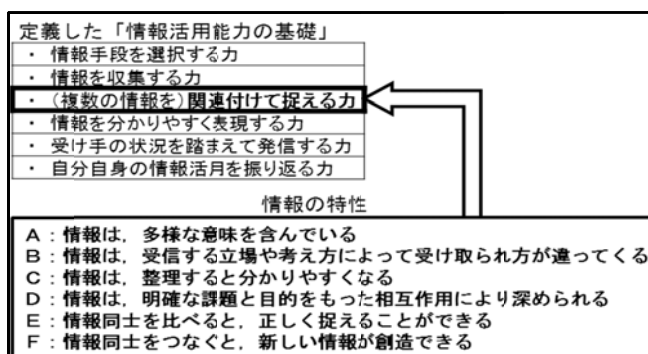 定義した「情報活用能力の基礎」
・ 情報手段を選択する力
・ 情報を収集する力
・ (複数の情報を)関連付けて捉える力
・ 情報を分かりやすく表現する力
・ 受け手の状況を踏まえて発信する力
・ 自分自身の情報活月を振り返る力
情報の特性
A：情報は，多様な意味を含んでいる
B：情報は，受信する立場や考え方によって受け取られ方が違ってくる
C：情報は，整理すると分かりやすくなる
D：情報は，明確な課題と目的をもった相互作用により深められる
E：情報同士を比べると，正しく捉えることができる
F：情報同士をつなぐと，新しい情報が創造できる